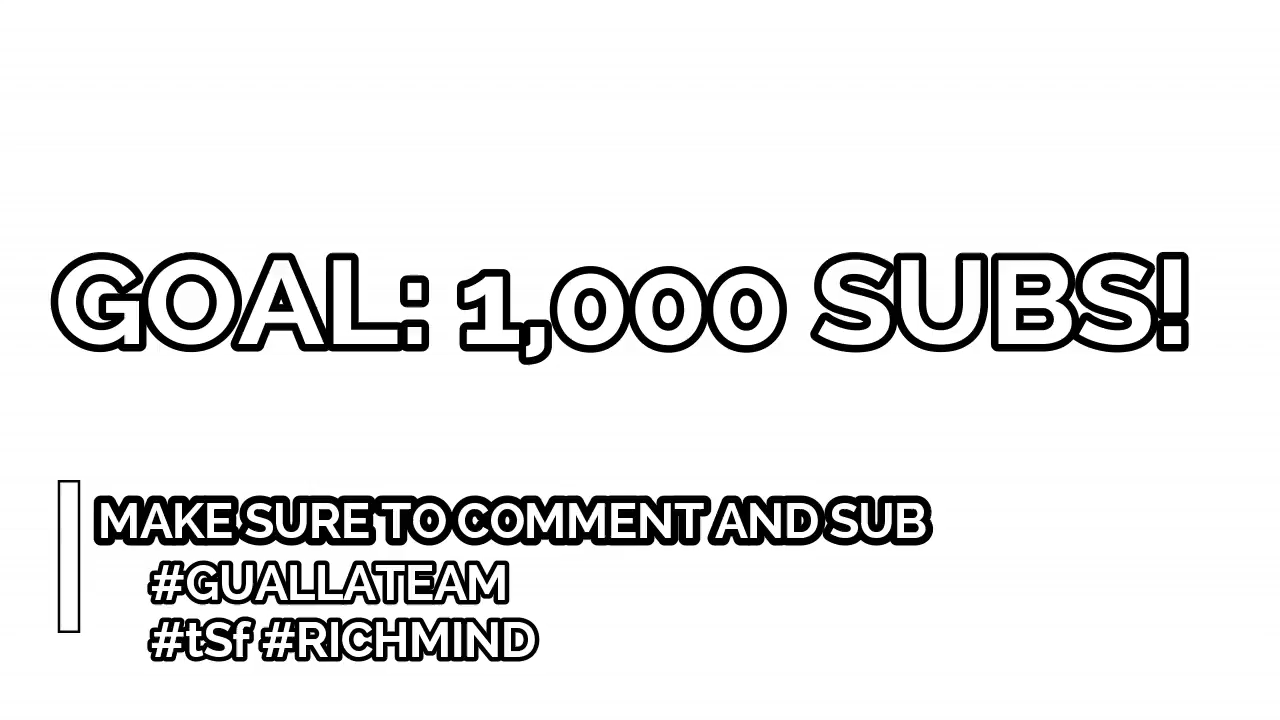 GOAL: 1,000 SUBS!
MAKE SURE TO COMMENT AND SUB
#GUALLATEAM
#tSf #RICHMIND